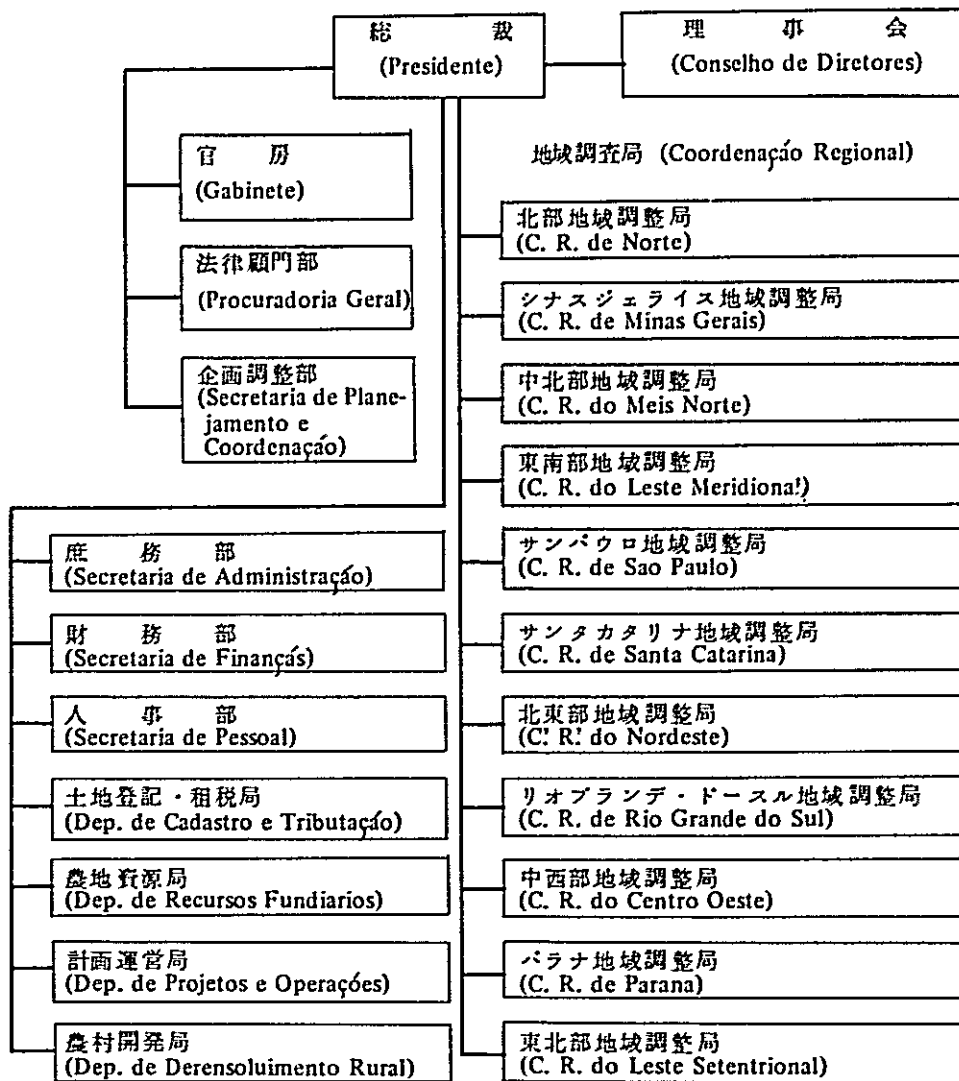 総裁
(Presidente)
理事会
(Conselho de Diretores)
官房
(Gabinete)
法律顧門部
(Procuradoria Geral)
企画調整部
(Secretaria de Plane-
jamento e
Coordenação)
地域調査局 (Coordenação Regional)
北部地域調整局
(C. R. de Norte)
シナスジェライス地域調整局
(C. R. de Minas Gerais)
中北部地域調整局
(C. R. do Meis Norte)
東南部地域調整局
(C. R. do Leste Meridional)
サンパウロ地域調整局
(C. R. de Sao Paulo)
サンタカタリナ地域調整局
(C. R. de Santa Catarina)
北東部地域調整局
(C. R. do Nordeste)
リオブランデ・ドースル地域調整局
(C. R. de Rio Grande do Sul)
中西部地域調整局
(C. R. do Centro Oeste)
パラナ地域調整局
(C. R. de Parana)
東北部地域調整局
(C. R. do Leste Setentrional)
庶務部
(Secretaria de Administração)
財務部
(Secretaria de Finanças)
人事部
(Secretaria de Pessoal)
土地登記・租税局
(Dep. de Cadastro e Tributação)
農地資源局
(Dep. de Recursos Fundiarios)
計画運営局
(Dep. de Projetos e Operações)
農村開発局
(Dep. de Derensoluimento Rural)